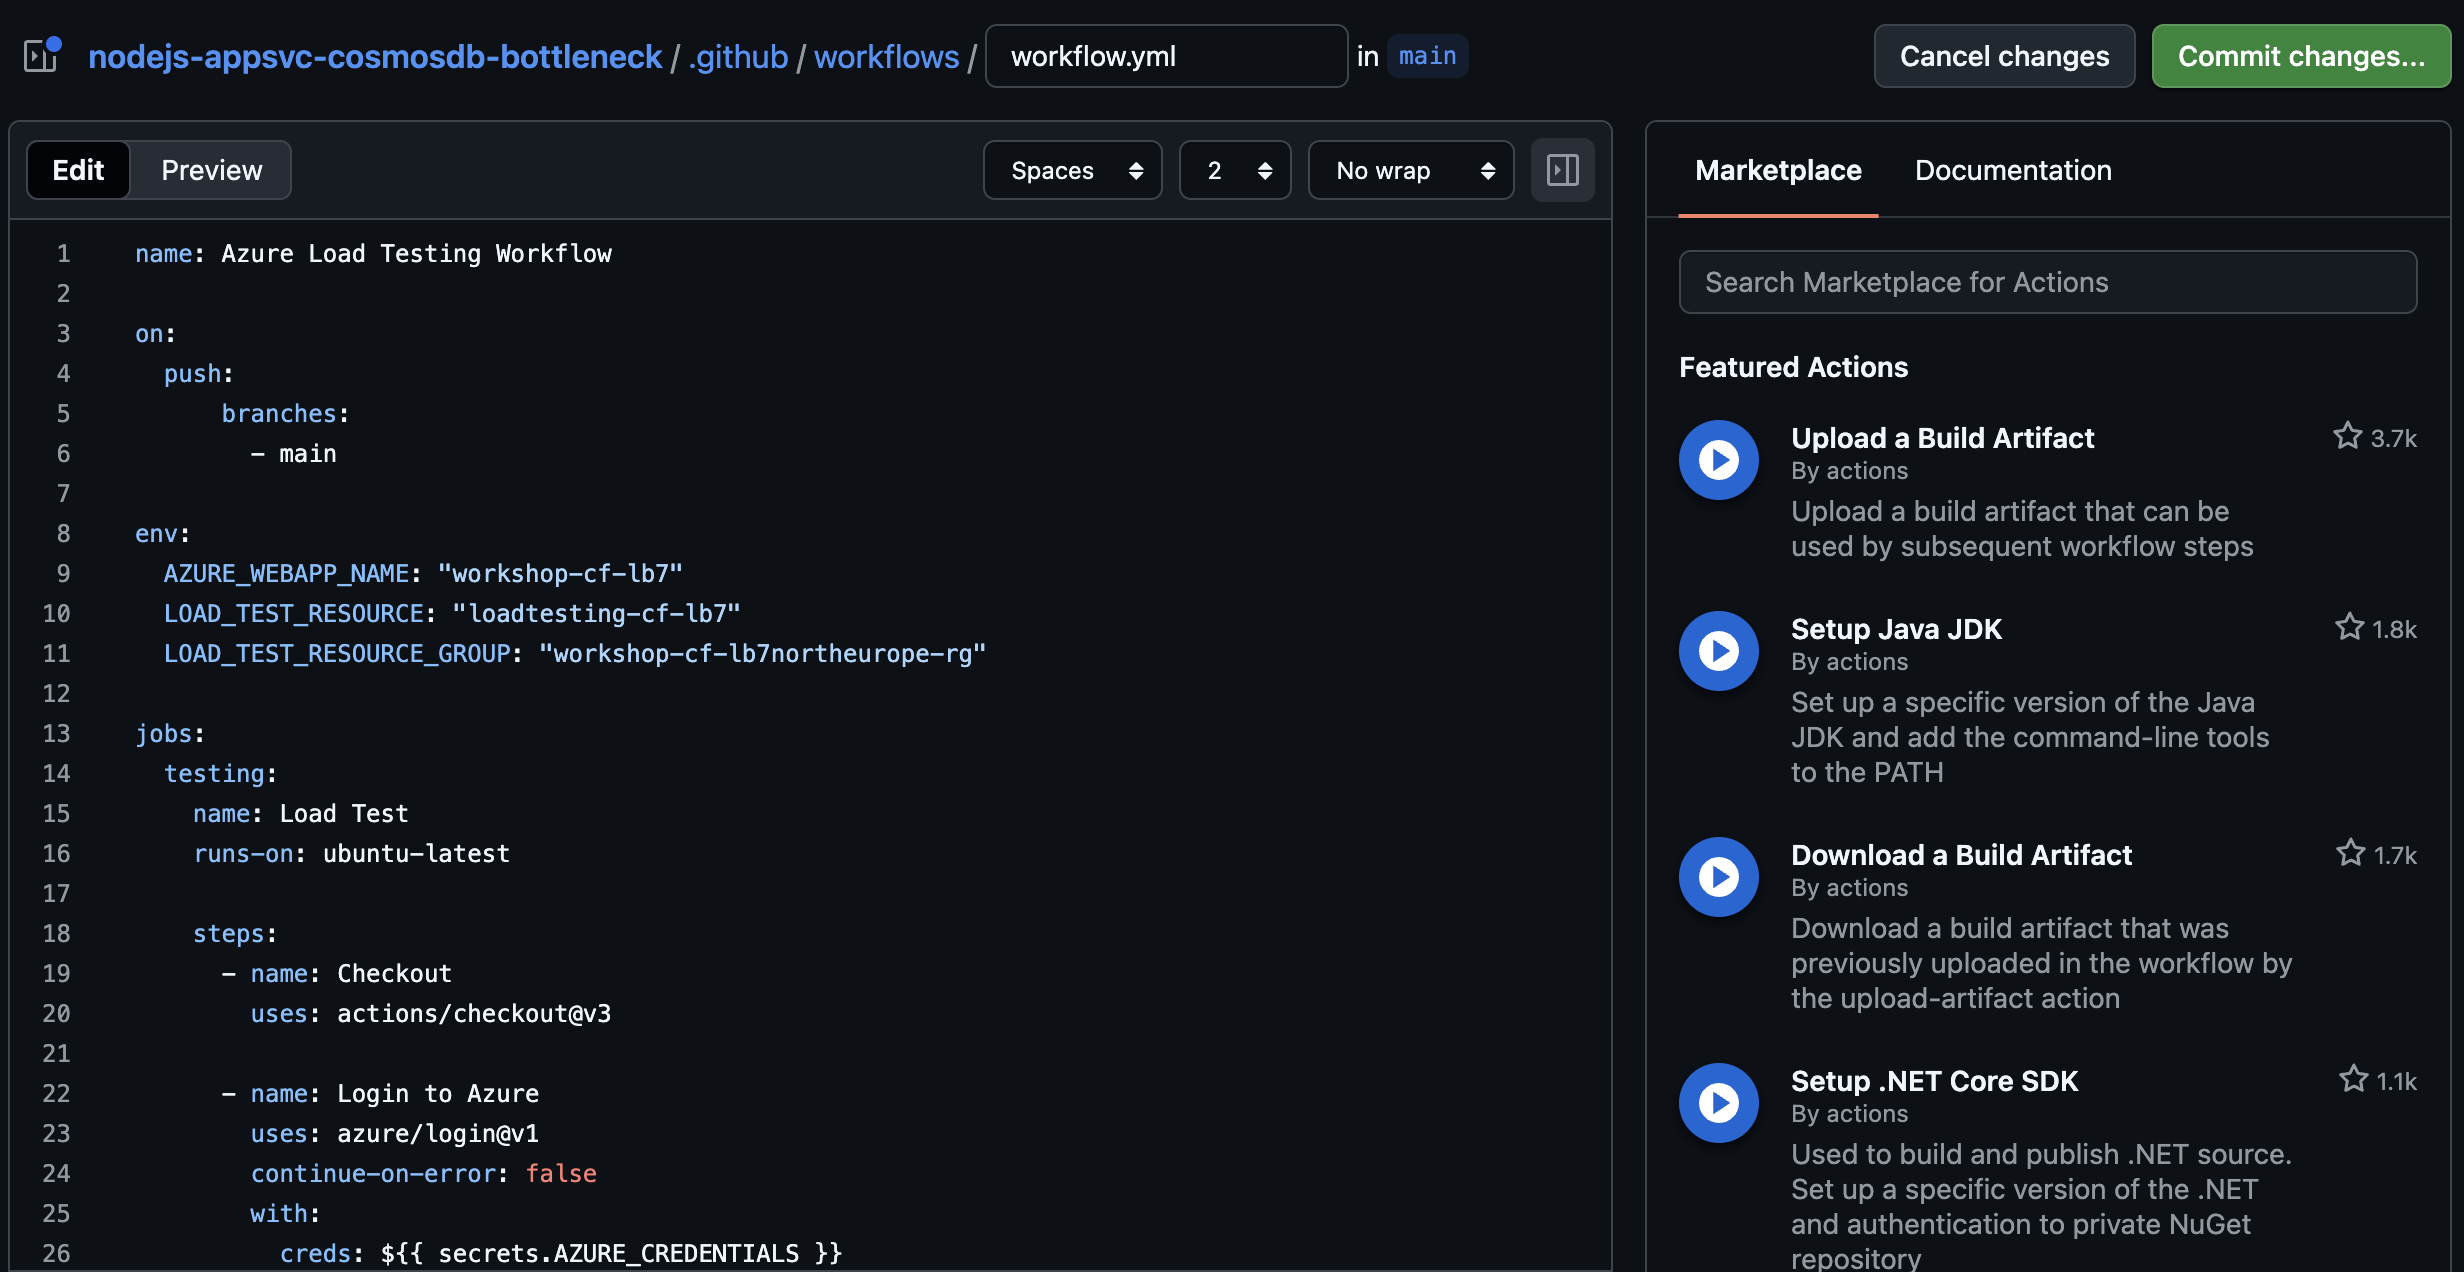 nodejs-appsvc-cosmosdb-bottleneck / .github / workflows / workflow.yml in main
Cancel changes
Commit changes...
Edit
Preview
Spaces
2
No wrap
1 name: Azure Load Testing Workflow
2
3 on:
4   push:
5       branches:
6         - main
7
8 env:
9   AZURE_WEBAPP_NAME: "workshop-cf-lb7"
10   LOAD_TEST_RESOURCE: "loadtesting-cf-lb7"
11   LOAD_TEST_RESOURCE_GROUP: "workshop-cf-lb7northeurope-rg"
12
13 jobs:
14   testing:
15     name: Load Test
16     runs-on: ubuntu-latest
17
18     steps:
19       - name: Checkout
20         uses: actions/checkout@v3
21
22       - name: Login to Azure
23         uses: azure/login@v1
24         continue-on-error: false
25         with:
26           creds: ${{ secrets.AZURE_CREDENTIALS }}
Marketplace
Documentation
Search Marketplace for Actions
Featured Actions
Upload a Build Artifact
3.7k
By actions
Upload a build artifact that can be
used by subsequent workflow steps
Setup Java JDK
1.8k
By actions
Set up a specific version of the Java
JDK and add the command-line tools
to the PATH
Download a Build Artifact
1.7k
By actions
Download a build artifact that was
previously uploaded in the workflow by
the upload-artifact action
Setup .NET Core SDK
1.1k
By actions
Used to build and publish .NET source.
Set up a specific version of the .NET
and authentication to private NuGet
repository